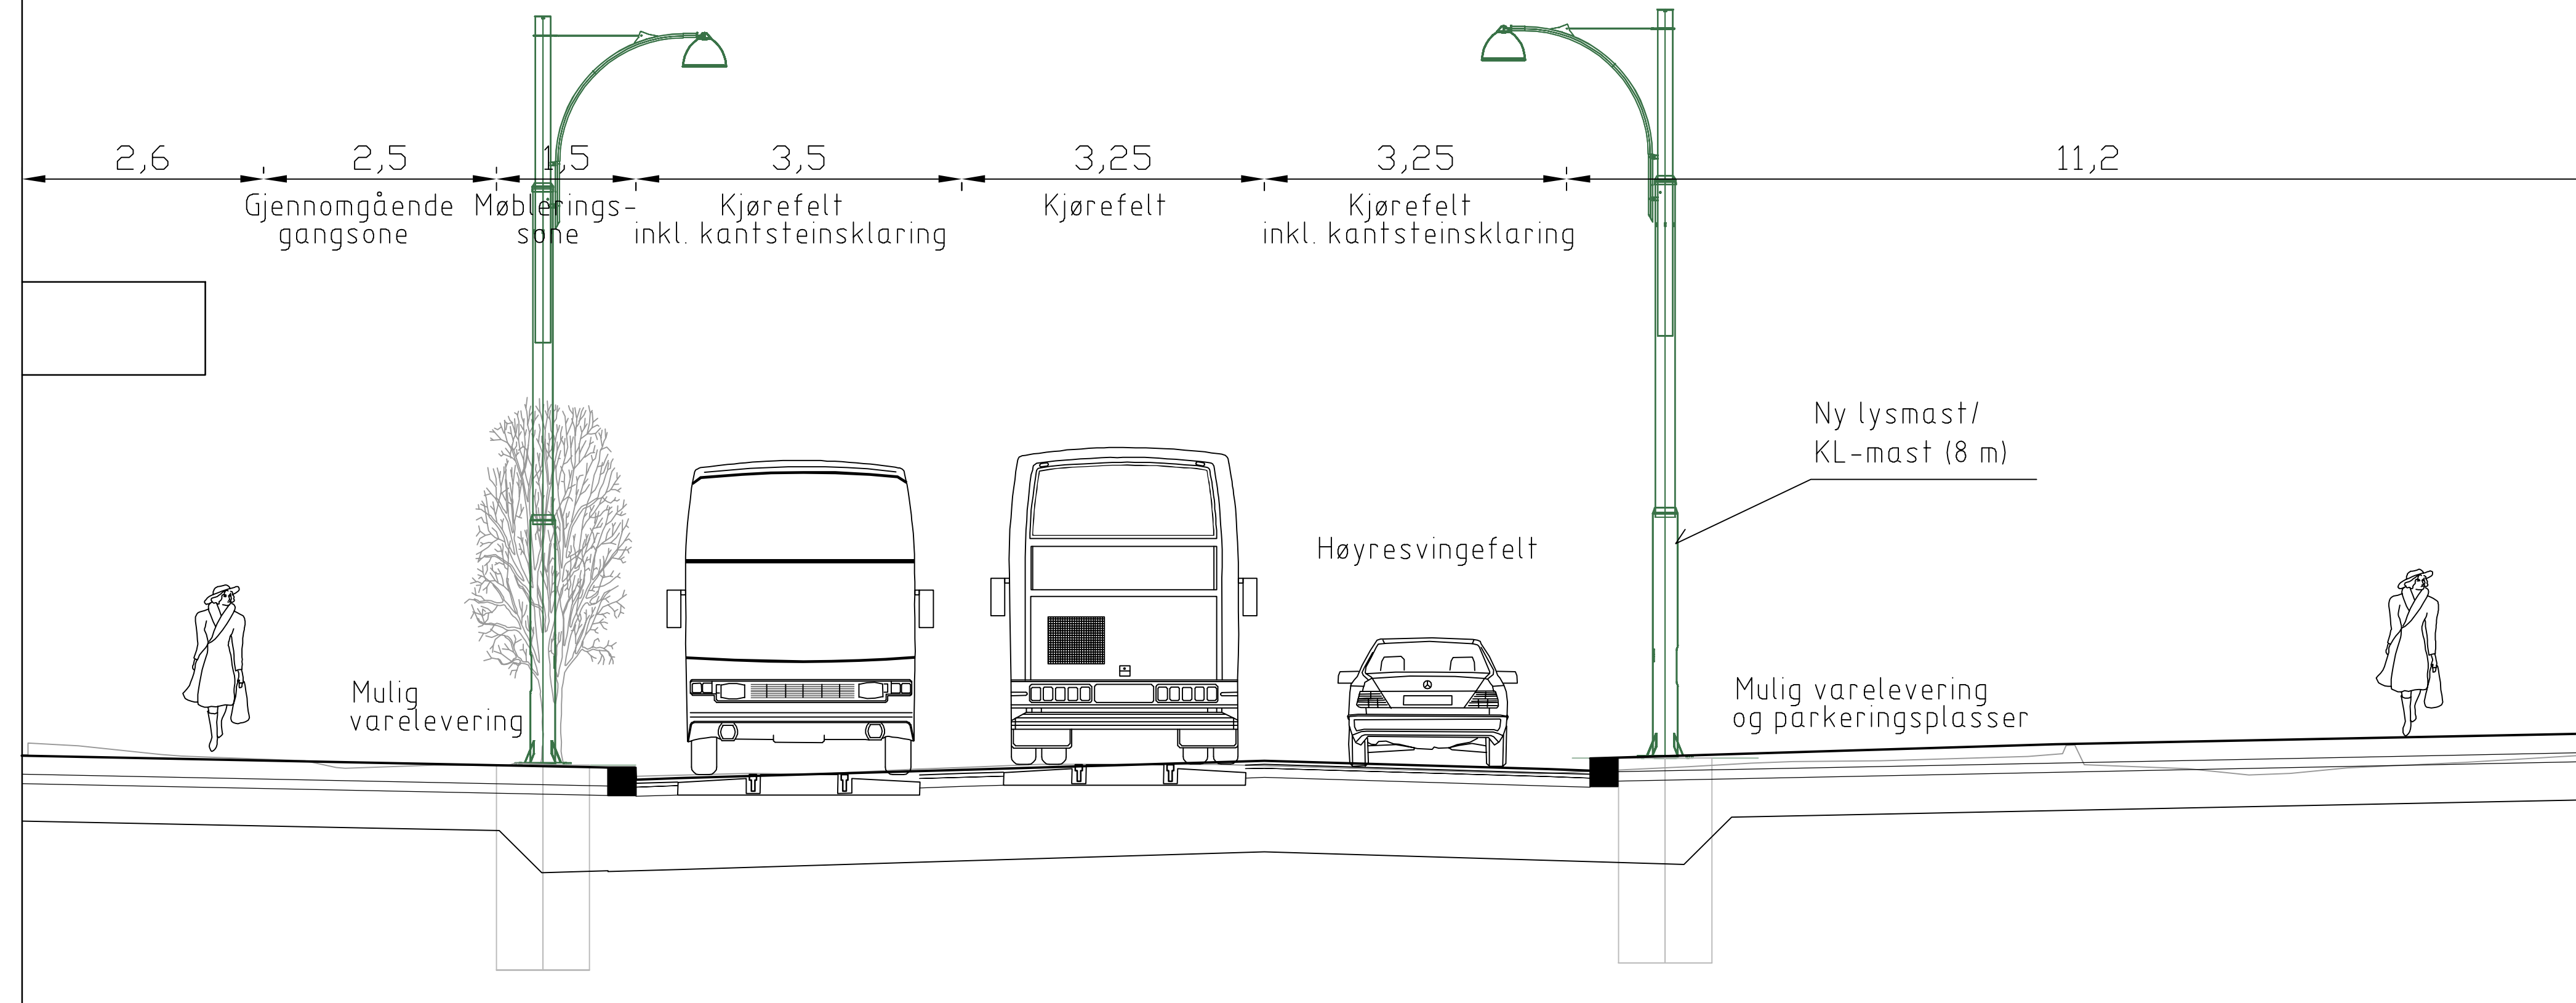 2,6
2,5
1,5
3,5
3,25
3,25
11,2
Gjennomgående
gangsone
Møblerings-
sone
Kjørefelt
inkl. kantsteinsklaring
Kjørefelt
Kjørefelt
inkl. kantsteinsklaring
Ny lysmast/
KL-mast (8 m)
Høyresvingefelt
Mulig
varelevering
Mulig varelevering
og parkeringsplasser